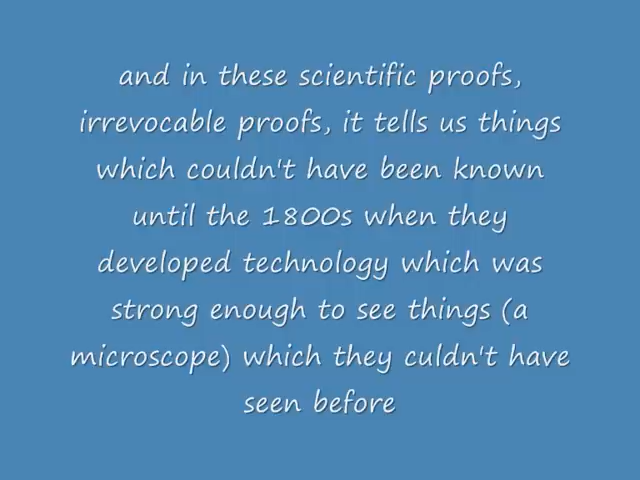 and in these scientific proofs,
irrevocable proofs, it tells us things
which couldn't have been known
until the 1800s when they
developed technology which was
strong enough to see things (a
microscope) which they culdn't have
seen before